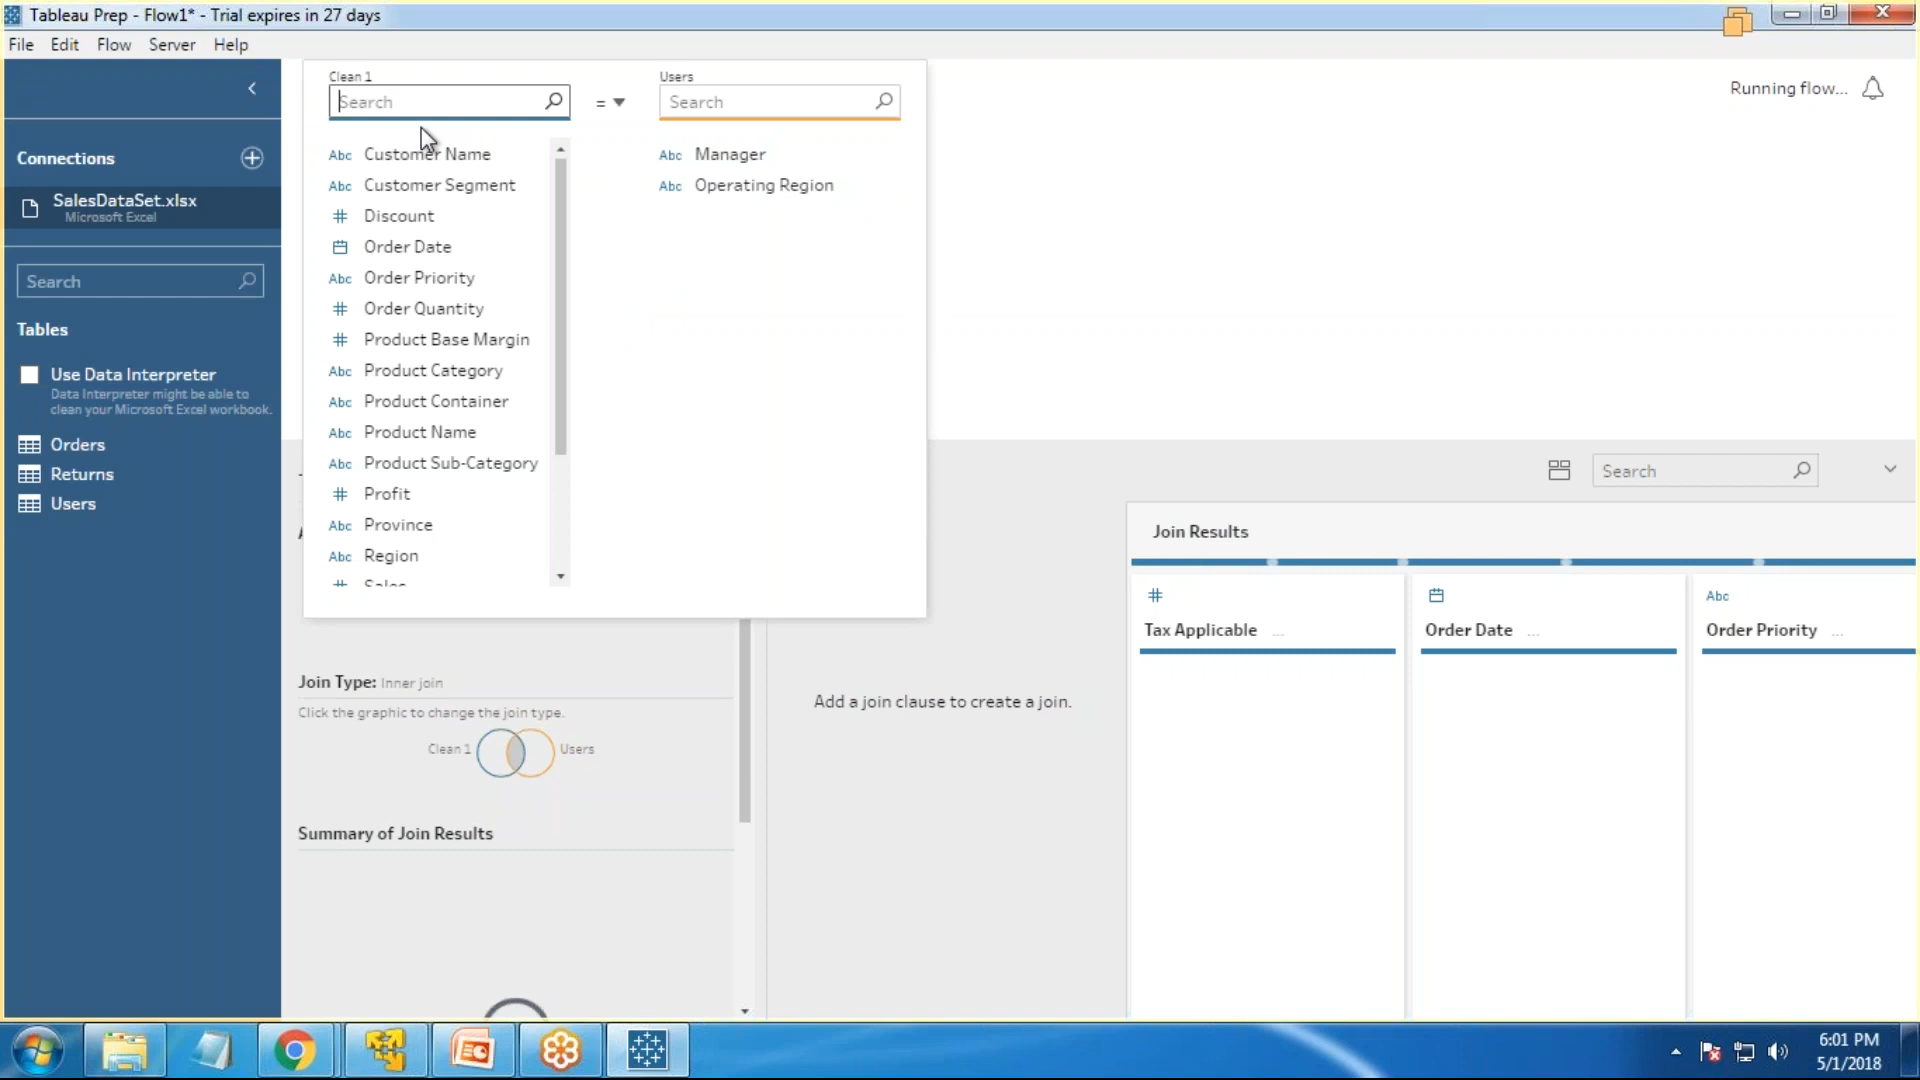 Tableau Prep - Flow1* - Trial expires in 27 days
File Edit Flow Server Help
Connections
SalesDataSet.xlsx
Microsoft Excel
Search
Tables
Use Data Interpreter
Data Interpreter might be able to
clean your Microsoft Excel workbook.
Orders
Returns
Users
Clean 1
Search
=
Users
Search
Abc Customer Name
Abc Customer Segment
# Discount
Order Date
Abc Order Priority
# Order Quantity
# Product Base Margin
Abc Product Category
Abc Product Container
Abc Product Name
Abc Product Sub-Category
# Profit
Abc Province
Abc Region
# Sales
Abc Manager
Abc Operating Region
Running flow...
Search
Join Type: Inner join
Click the graphic to change the join type.
Clean 1 Users
Summary of Join Results
Add a join clause to create a join.
Join Results
#
Tax Applicable ...
Order Date ...
Abc
Order Priority ...
6:01 PM
5/1/2018